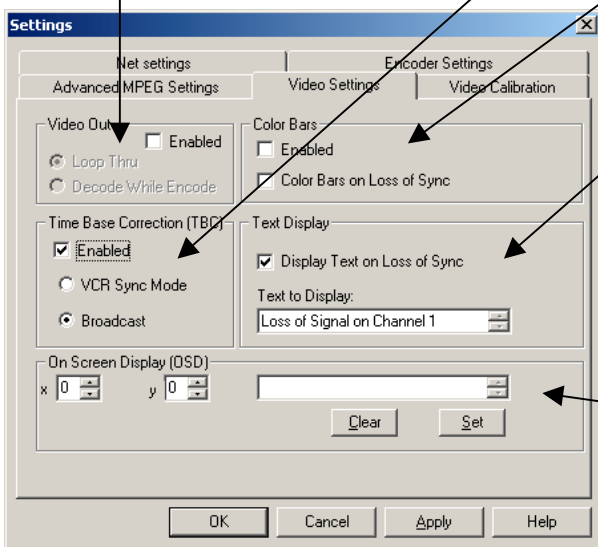 Settings
Net settings
Encoder Settings
Advanced MPEG Settings
Video Settings
Video Calibration
Video Out
Enabled
Loop Thru
Decode While Encode
Color Bars
Enabled
Color Bars on Loss of Sync
Time Base Correction (TBC)
Enabled
VCR Sync Mode
Broadcast
Text Display
Display Text on Loss of Sync
Text to Display:
Loss of Signal on Channel 1
On Screen Display (OSD)
x 0 y 0
Clear Set
OK Cancel Apply Help